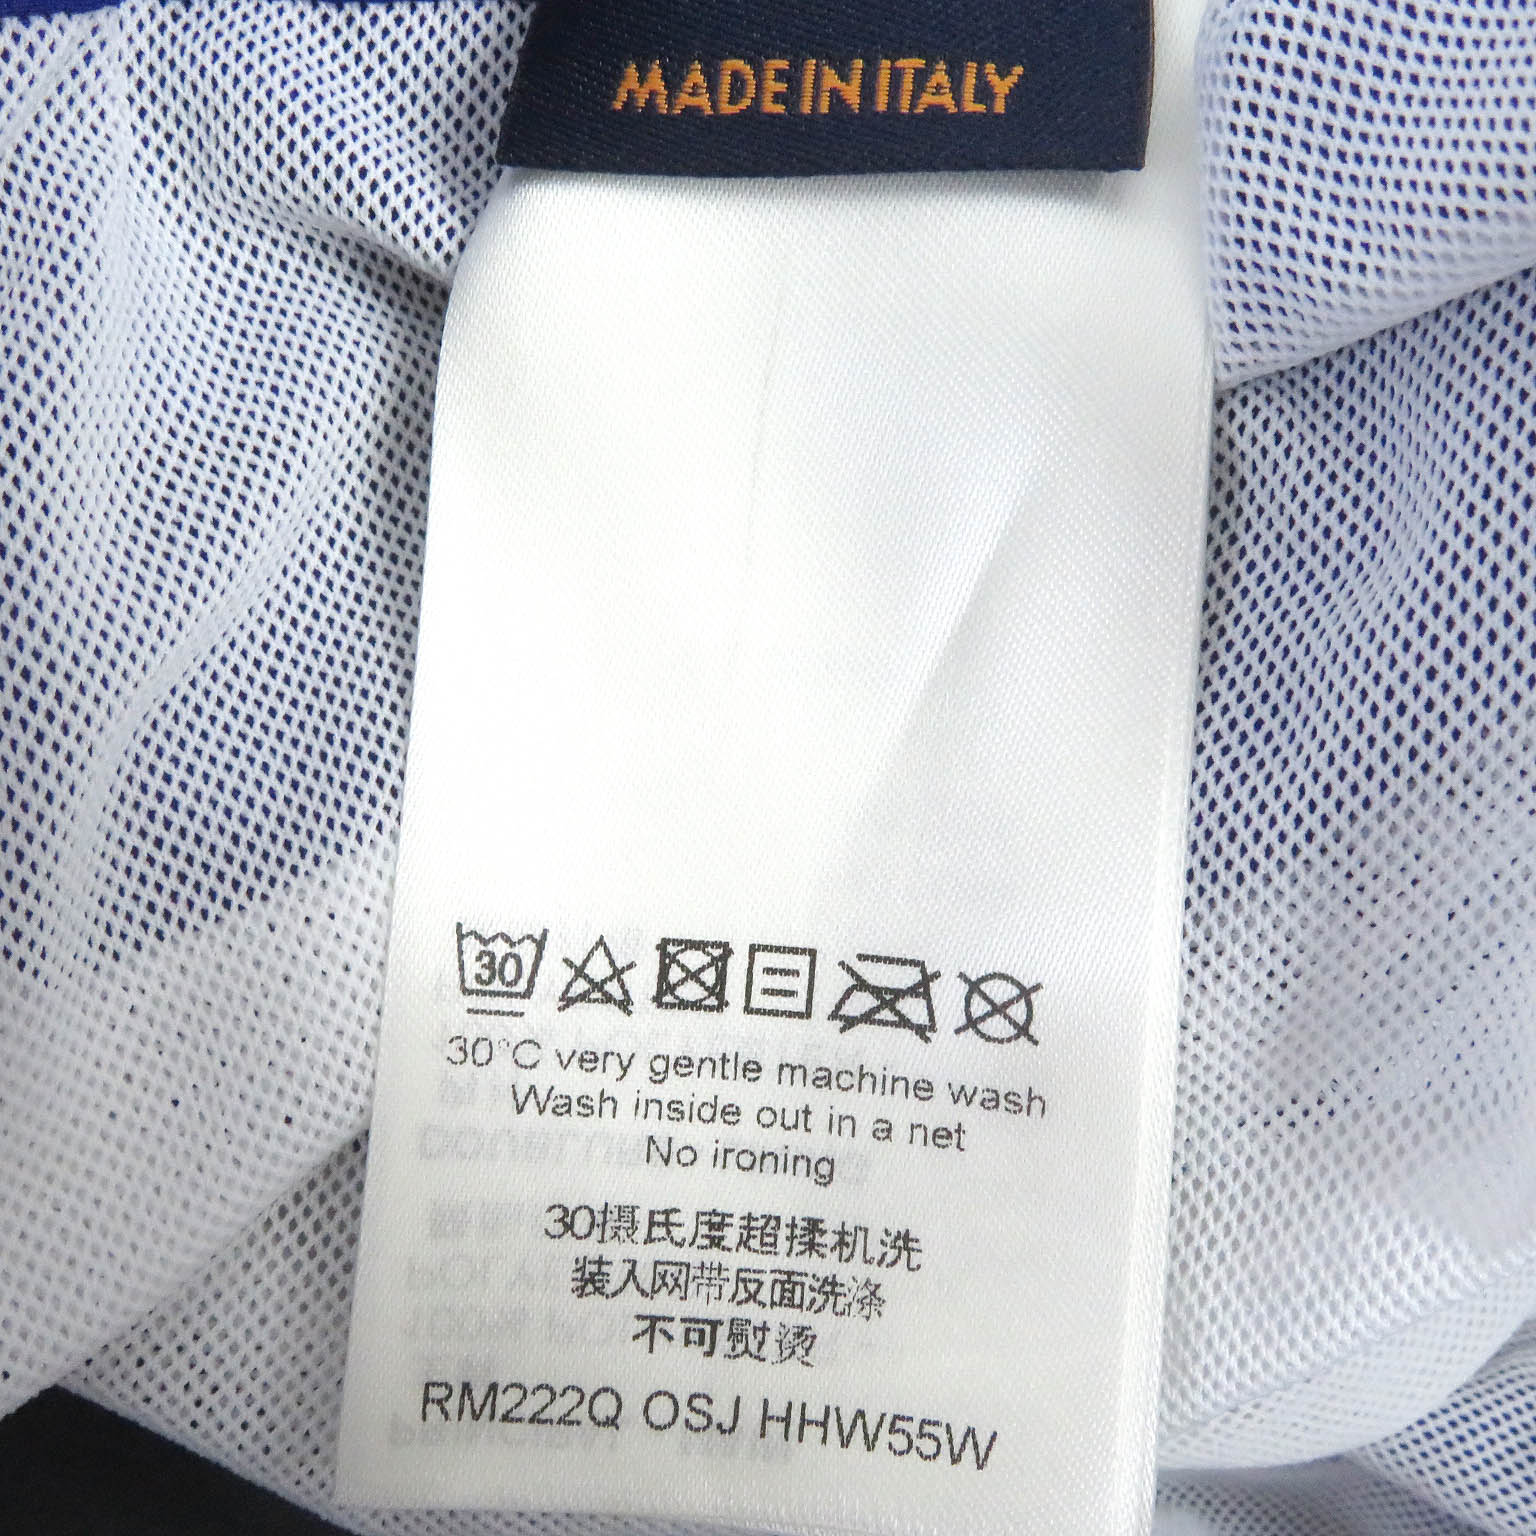 MADE IN ITALY
30
30°C very gentle machine wash
Wash inside out in a net
No ironing
30摄氏度超揉机洗
装入网带反面洗涤
不可熨烫
RM222Q OSJ HHW55W